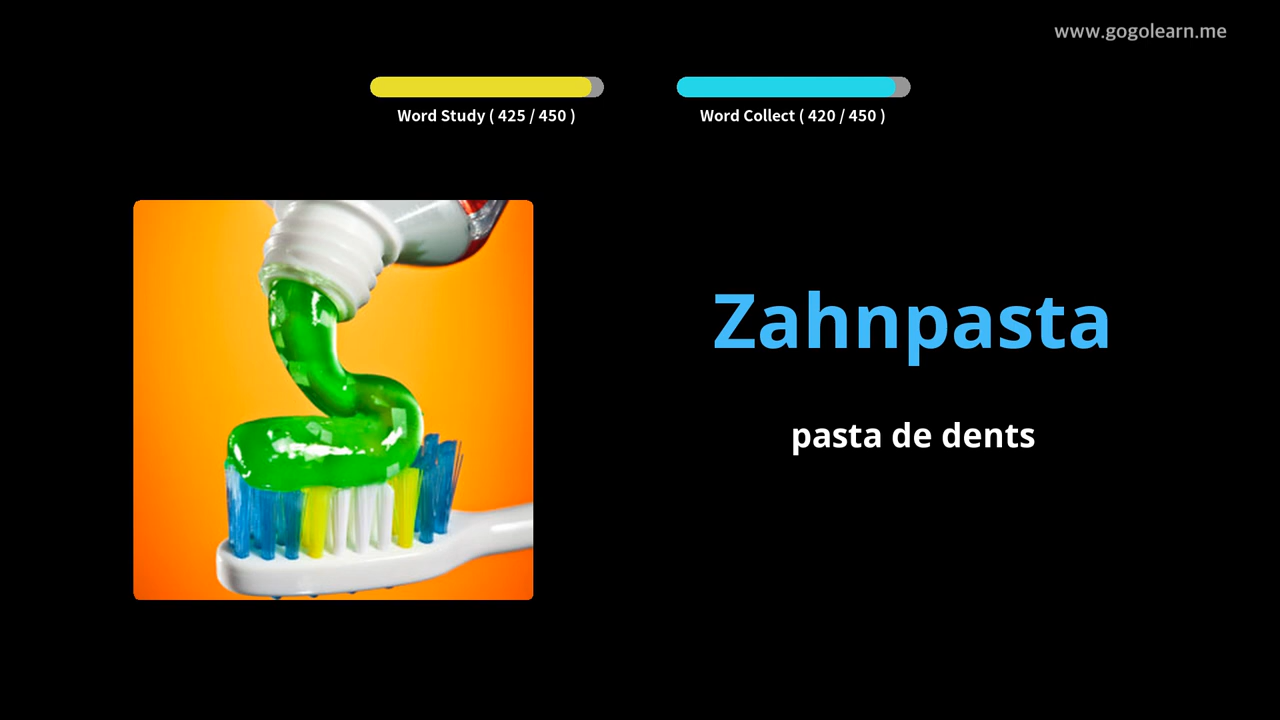 www.gogolearn.me
Word Study ( 425 / 450 )
Word Collect ( 420 / 450 )
Zahnpasta
pasta de dents